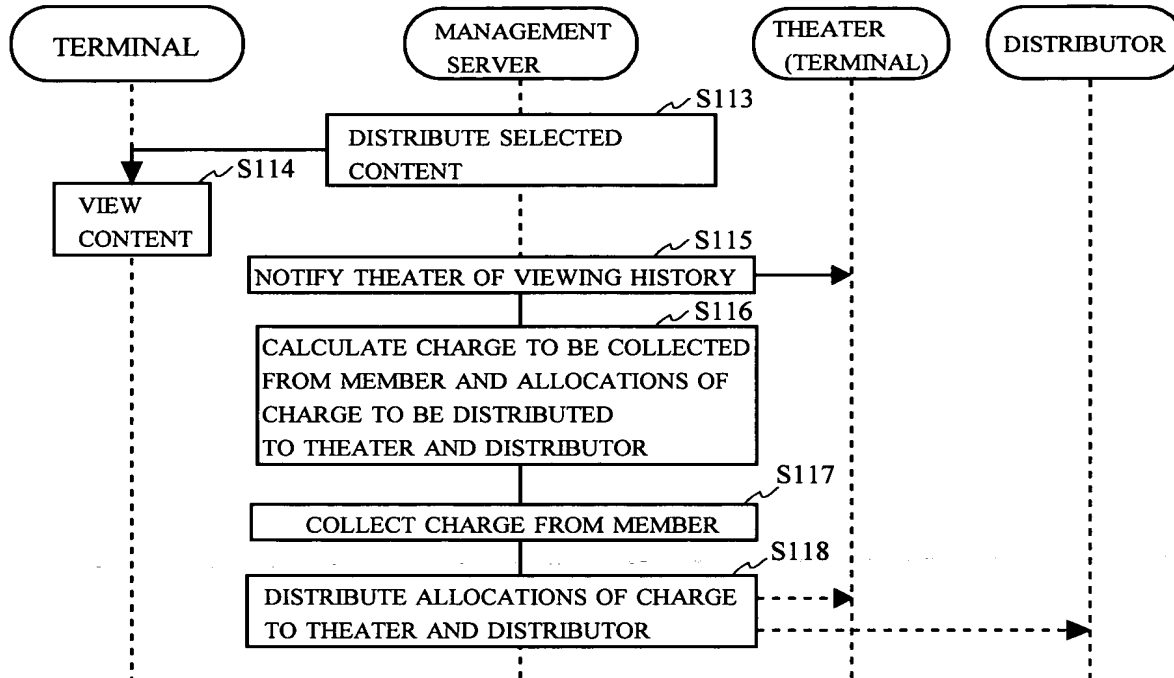 TERMINAL
MANAGEMENT
SERVER
THEATER
(TERMINAL)
DISTRIBUTOR
S113
DISTRIBUTE SELECTED
CONTENT
S114
VIEW
CONTENT
S115
NOTIFY THEATER OF VIEWING HISTORY
S116
CALCULATE CHARGE TO BE COLLECTED
FROM MEMBER AND ALLOCATIONS OF
CHARGE TO BE DISTRIBUTED
TO THEATER AND DISTRIBUTOR
S117
COLLECT CHARGE FROM MEMBER
S118
DISTRIBUTE ALLOCATIONS OF CHARGE
TO THEATER AND DISTRIBUTOR